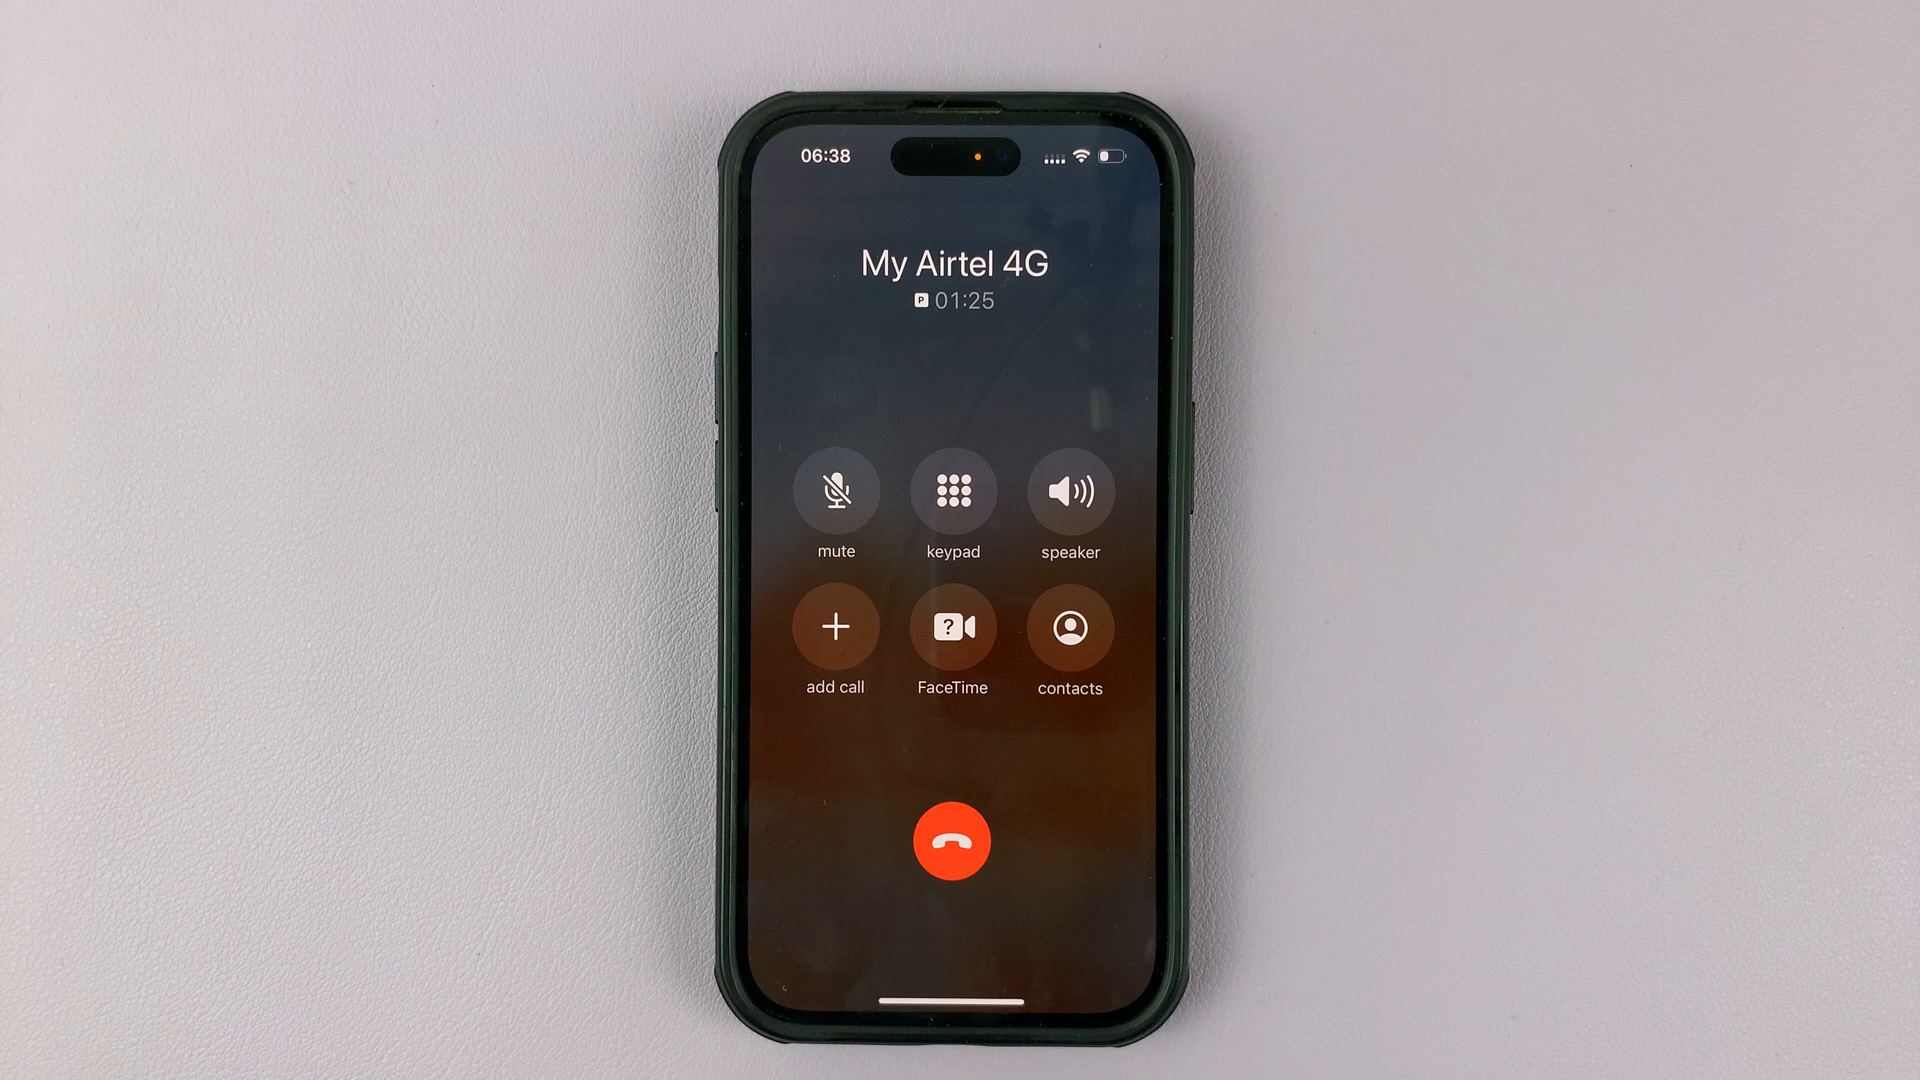 06:38
My Airtel 4G
P 01:25
mute keypad speaker
?
add call FaceTime contacts